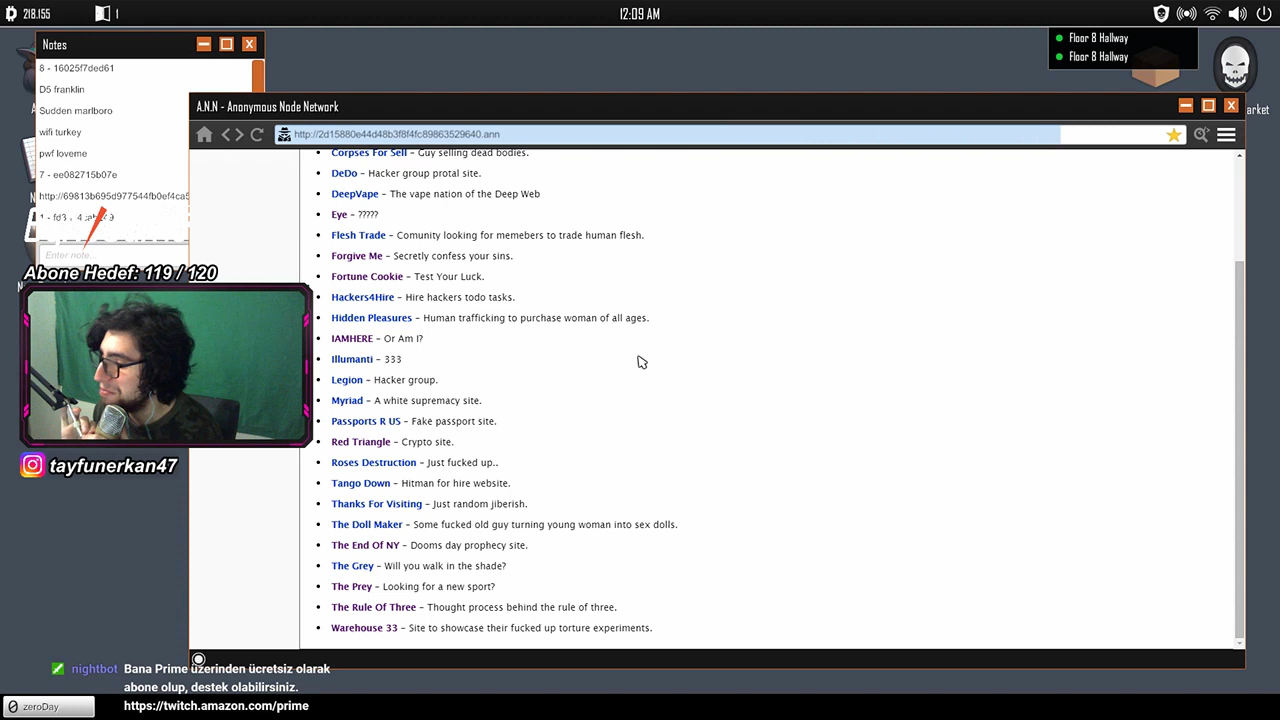 218.155
1
12:09 AM
Floor 8 Hallway
Floor 8 Hallway
Notes
8 - 16025f7ded61
D5 franklin
Sudden marlboro
wifi turkey
pwf loveme
7 - ee082715b07e
http://69813b695d977544fb0ef4ca5
Enter note...
A.N.N - Anonymous Node Network
http://2d15880e44d48b3f8f4fc89863529640.ann
arket
Corpses For Sell - Guy selling dead bodies.
DeDo - Hacker group protal site.
DeepVape - The vape nation of the Deep Web
Eye - ?????
Flesh Trade - Comunity looking for memebers to trade human flesh.
Forgive Me - Secretly confess your sins.
Fortune Cookie - Test Your Luck.
Hackers4Hire - Hire hackers todo tasks.
Hidden Pleasures - Human trafficking to purchase woman of all ages.
IAMHERE - Or Am I?
Illumanti - 333
Legion - Hacker group.
Myriad - A white supremacy site.
Passports R US - Fake passport site.
Red Triangle - Crypto site.
Roses Destruction - Just fucked up..
Tango Down - Hitman for hire website.
Thanks For Visiting - Just random jiberish.
The Doll Maker - Some fucked old guy turning young woman into sex dolls.
The End Of NY - Dooms day prophecy site.
The Grey - Will you walk in the shade?
The Prey - Looking for a new sport?
The Rule Of Three - Thought process behind the rule of three.
Warehouse 33 - Site to showcase their fucked up torture experiments.
Abone Hedef: 119 / 120
tayfunerkan47
nightbot Bana Prime üzerinden ücretsiz olarak
abone olup, destek olabilirsiniz.
https://twitch.amazon.com/prime
zeroDay